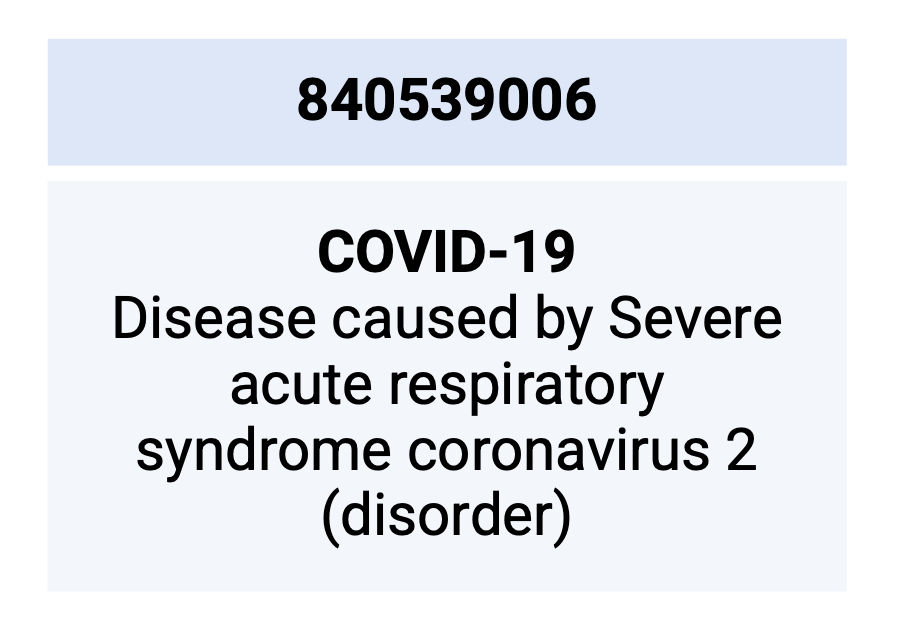 840539006
COVID-19
Disease caused by Severe
acute respiratory
syndrome coronavirus 2
(disorder)